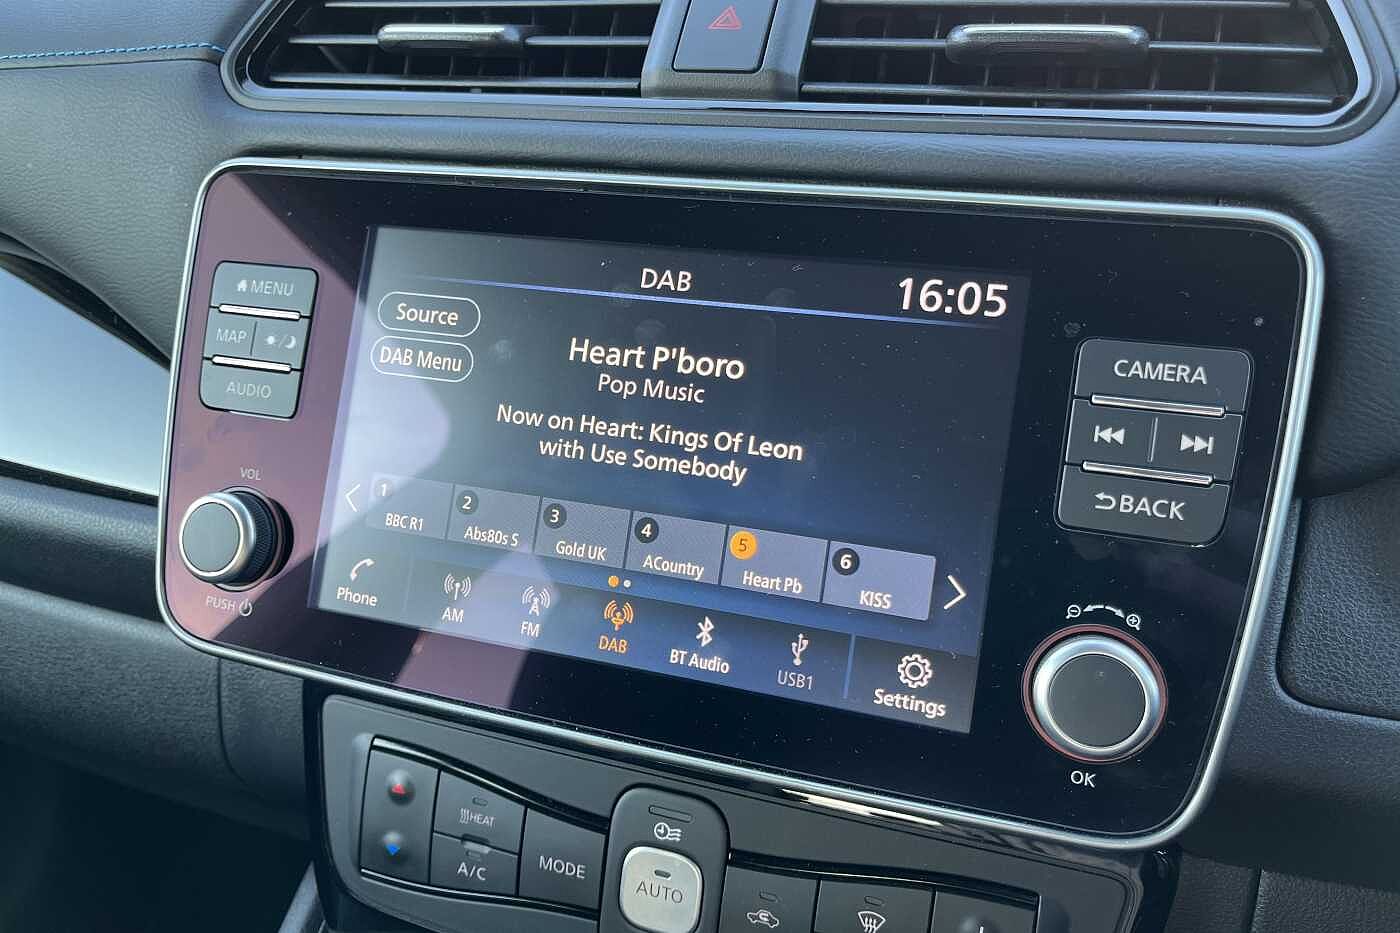 MENU
MAP
AUDIO
VOL
PUSH
DAB
16:05
Source
DAB Menu
Heart P'boro
Pop Music
Now on Heart: Kings Of Leon
with Use Somebody
1
BBC R1
2
Abs80s S
3
Gold UK
4
ACountry
5
Heart Pb
6
KISS
Phone
AM
FM
DAB
BT Audio
USB1
Settings
CAMERA
BACK
OK
HEAT
A/C
MODE
AUTO